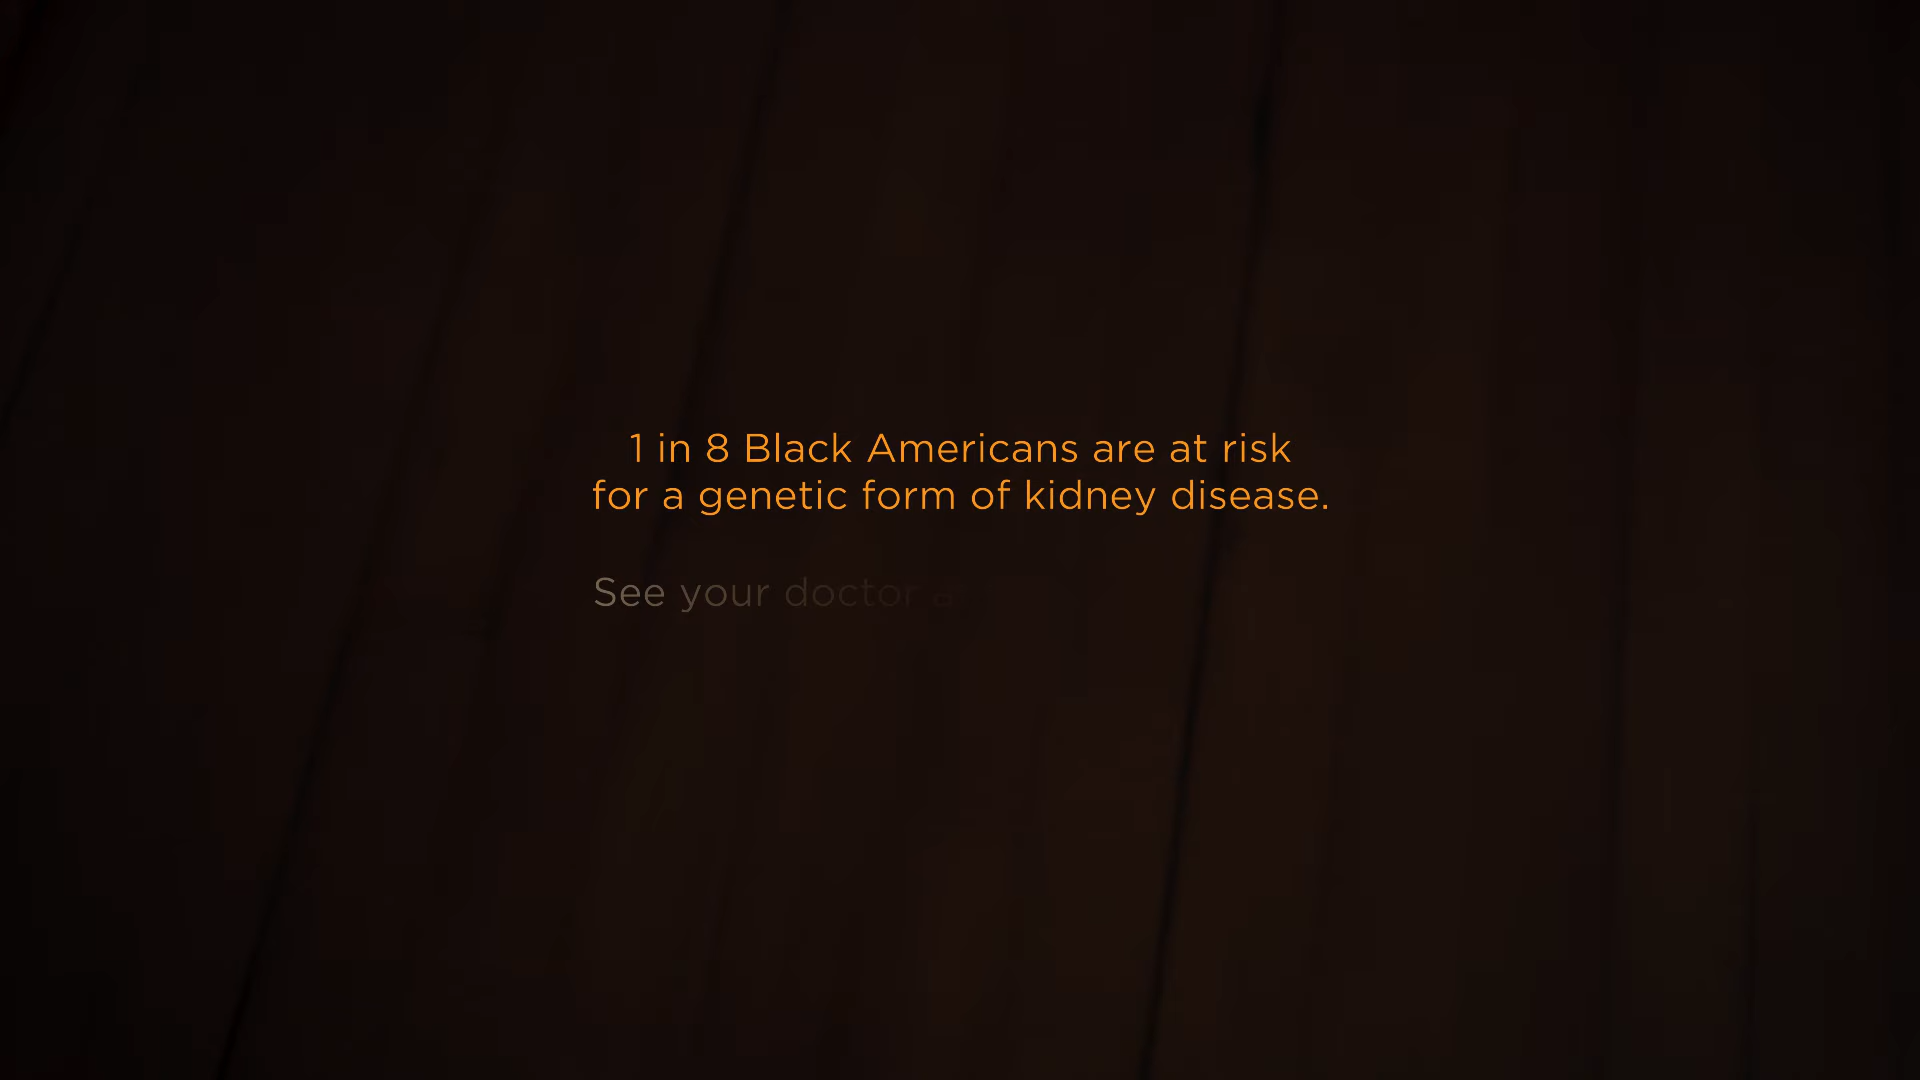 1 in 8 Black Americans are at risk
for a genetic form of kidney disease.
See your doctor a